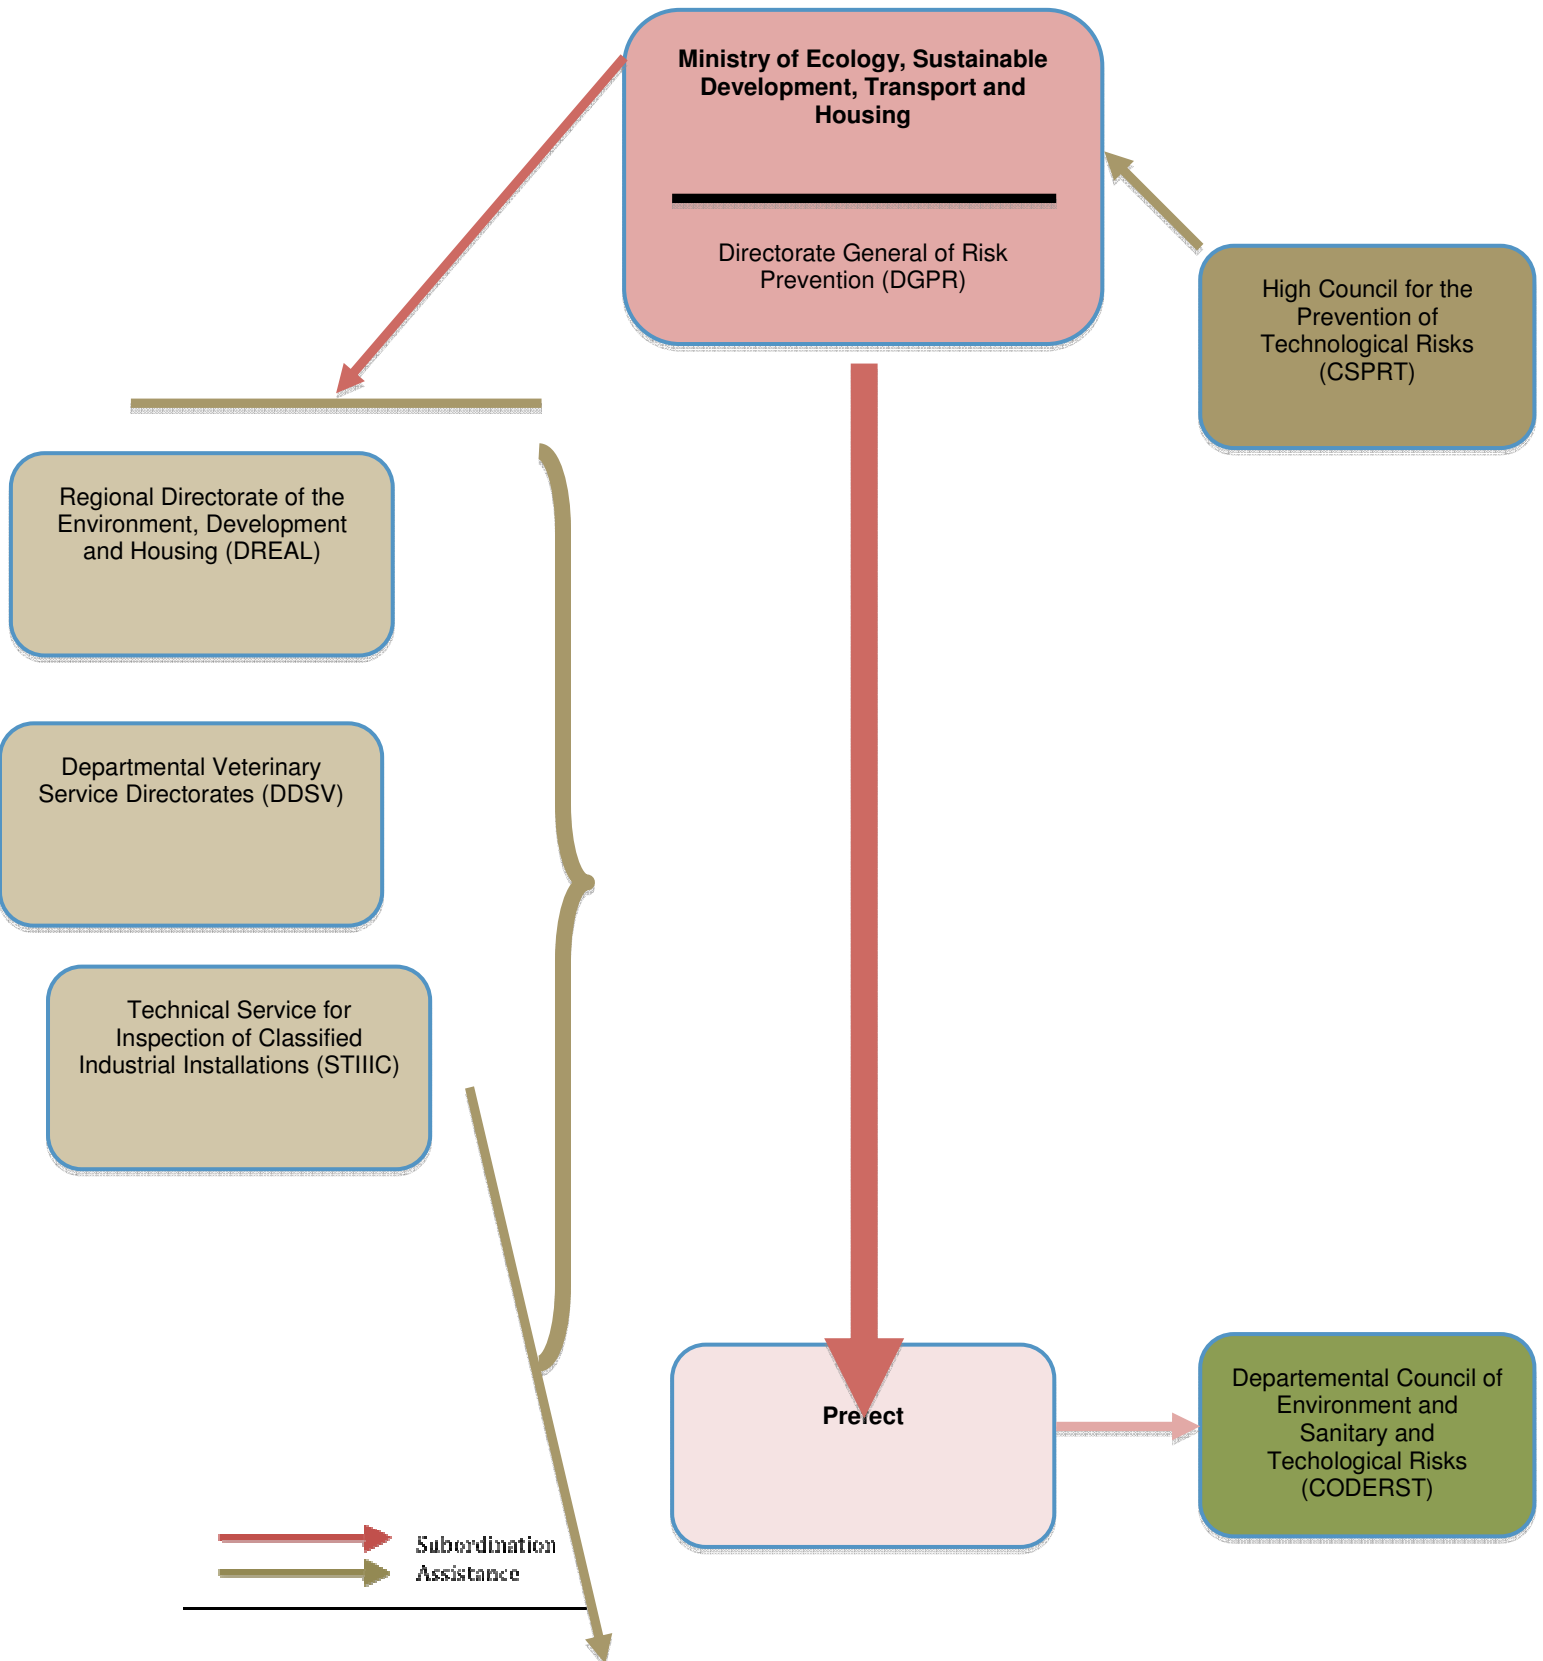 Ministry of Ecology, Sustainable
Development, Transport and
Housing
Directorate General of Risk
Prevention (DGPR)
High Council for the
Prevention of
Technological Risks
(CSPRT)
Regional Directorate of the
Environment, Development
and Housing (DREAL)
Departmental Veterinary
Service Directorates (DDSV)
Technical Service for
Inspection of Classified
Industrial Installations (STIIIC)
Prefect
Departemental Council of
Environment and
Sanitary and
Techological Risks
(CODERST)
Subordination
Assistance